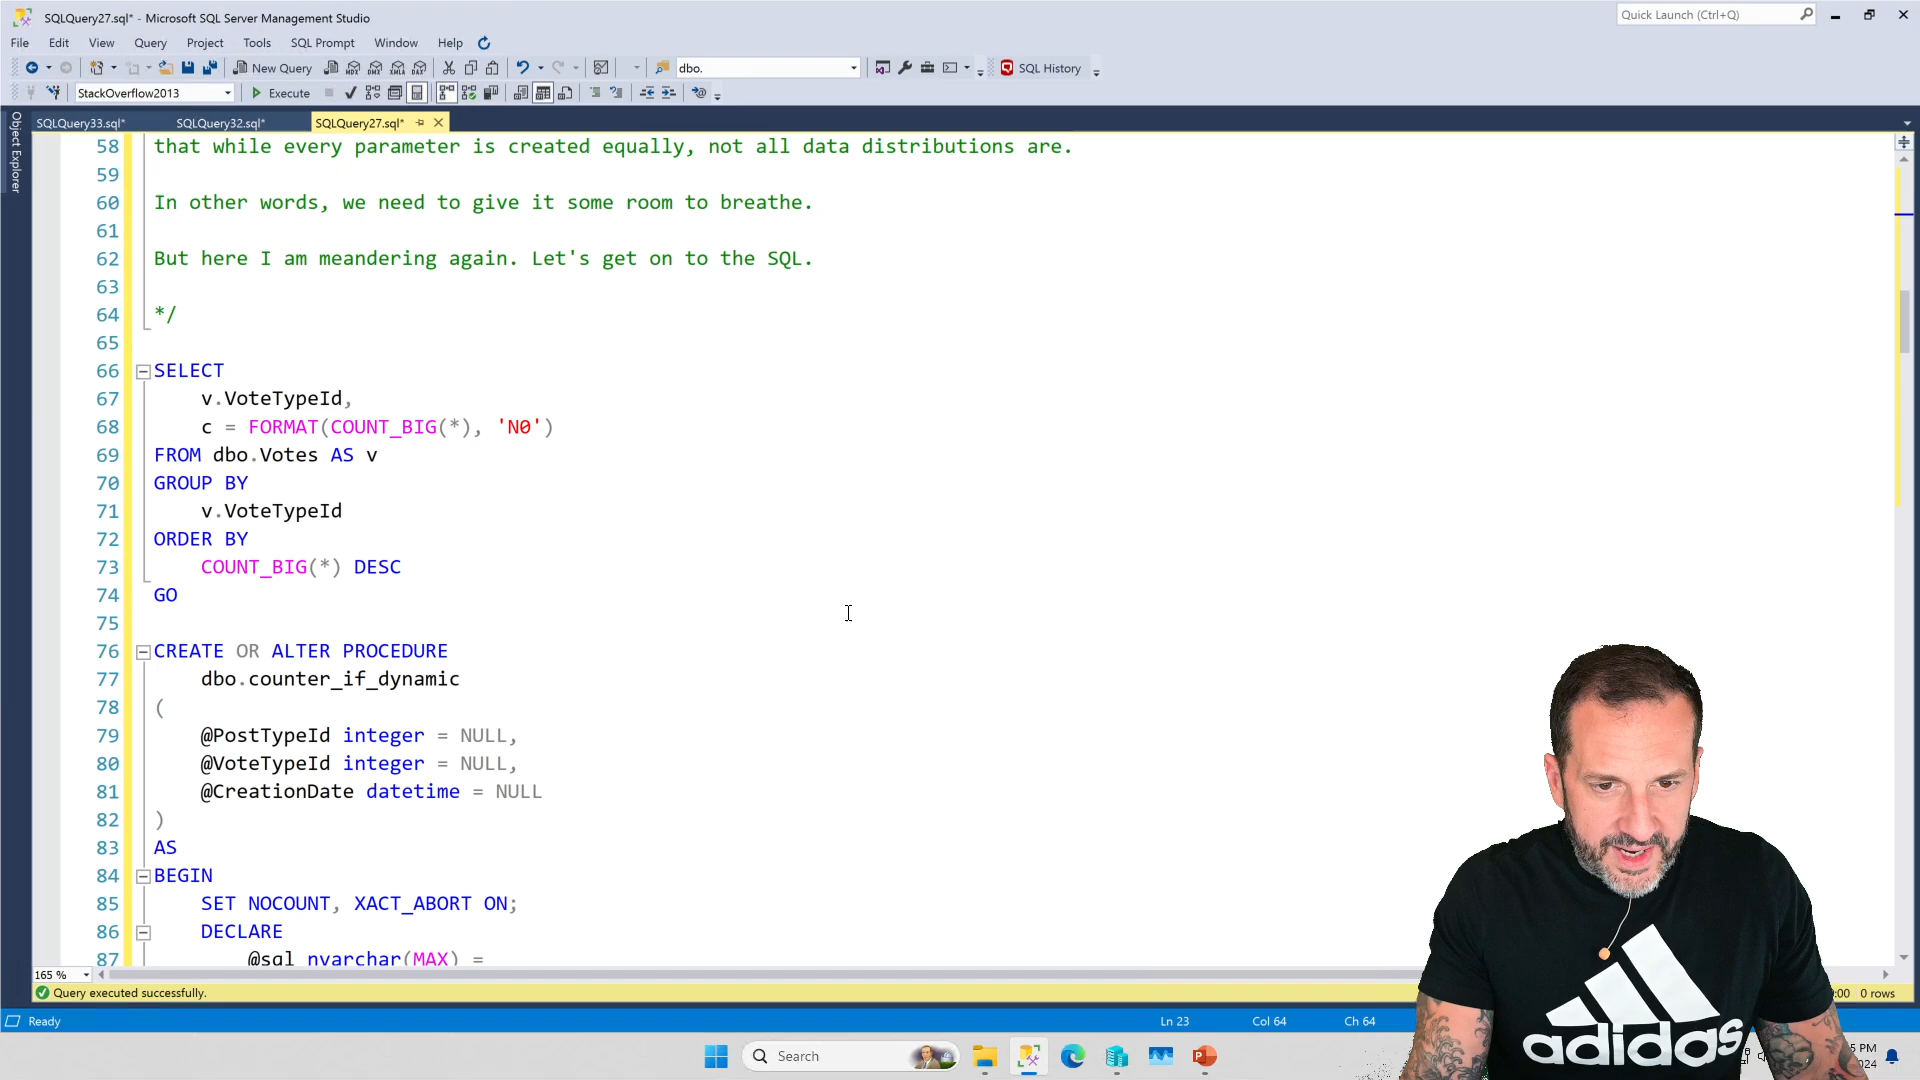 SQLQuery27.sql* - Microsoft SQL Server Management Studio
Quick Launch (Ctrl+Q)
File Edit View Query Project Tools SQL Prompt Window Help
New Query
dbo.
SQL History
StackOverflow2013
Execute
SQLQuery33.sql* SQLQuery32.sql* SQLQuery27.sql*
Object Explorer
58 that while every parameter is created equally, not all data distributions are.
59
60 In other words, we need to give it some room to breathe.
61
62 But here I am meandering again. Let's get on to the SQL.
63
64 */
65
66 SELECT
67 v.VoteTypeId,
68 c = FORMAT(COUNT_BIG(*), 'N0')
69 FROM dbo.Votes AS v
70 GROUP BY
71 v.VoteTypeId
72 ORDER BY
73 COUNT_BIG(*) DESC
74 GO
75
76 CREATE OR ALTER PROCEDURE
77 dbo.counter_if_dynamic
78 (
79 @PostTypeId integer = NULL,
80 @VoteTypeId integer = NULL,
81 @CreationDate datetime = NULL
82 )
83 AS
84 BEGIN
85 SET NOCOUNT, XACT_ABORT ON;
86 DECLARE
87 @sql nvarchar(MAX) =
165 %
Query executed successfully.
:00 0 rows
Ready
Ln 23 Col 64 Ch 64
Search
5 PM
024
adidas